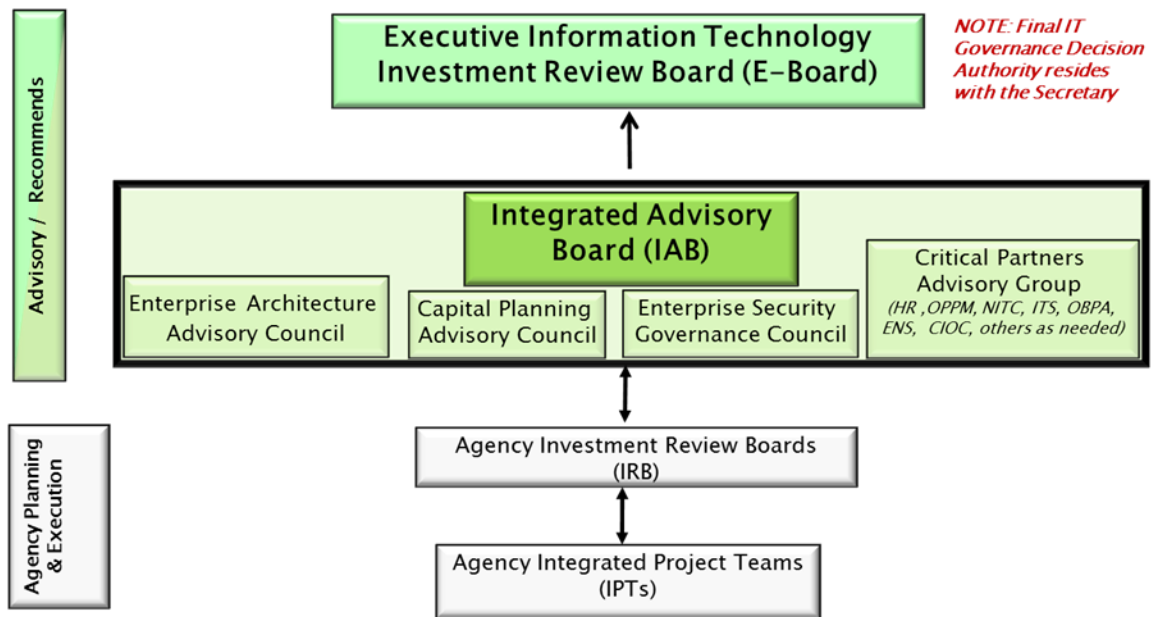 Advisory / Recommends
Executive Information Technology
Investment Review Board (E-Board)
NOTE: Final IT
Governance Decision
Authority resides
with the Secretary
Integrated Advisory
Board (IAB)
Enterprise Architecture
Advisory Council
Capital Planning
Advisory Council
Enterprise Security
Governance Council
Critical Partners
Advisory Group
(HR ,OPPM, NITC, ITS, OBPA,
ENS, CIOC, others as needed)
Agency Planning
& Execution
Agency Investment Review Boards
(IRB)
Agency Integrated Project Teams
(IPTs)